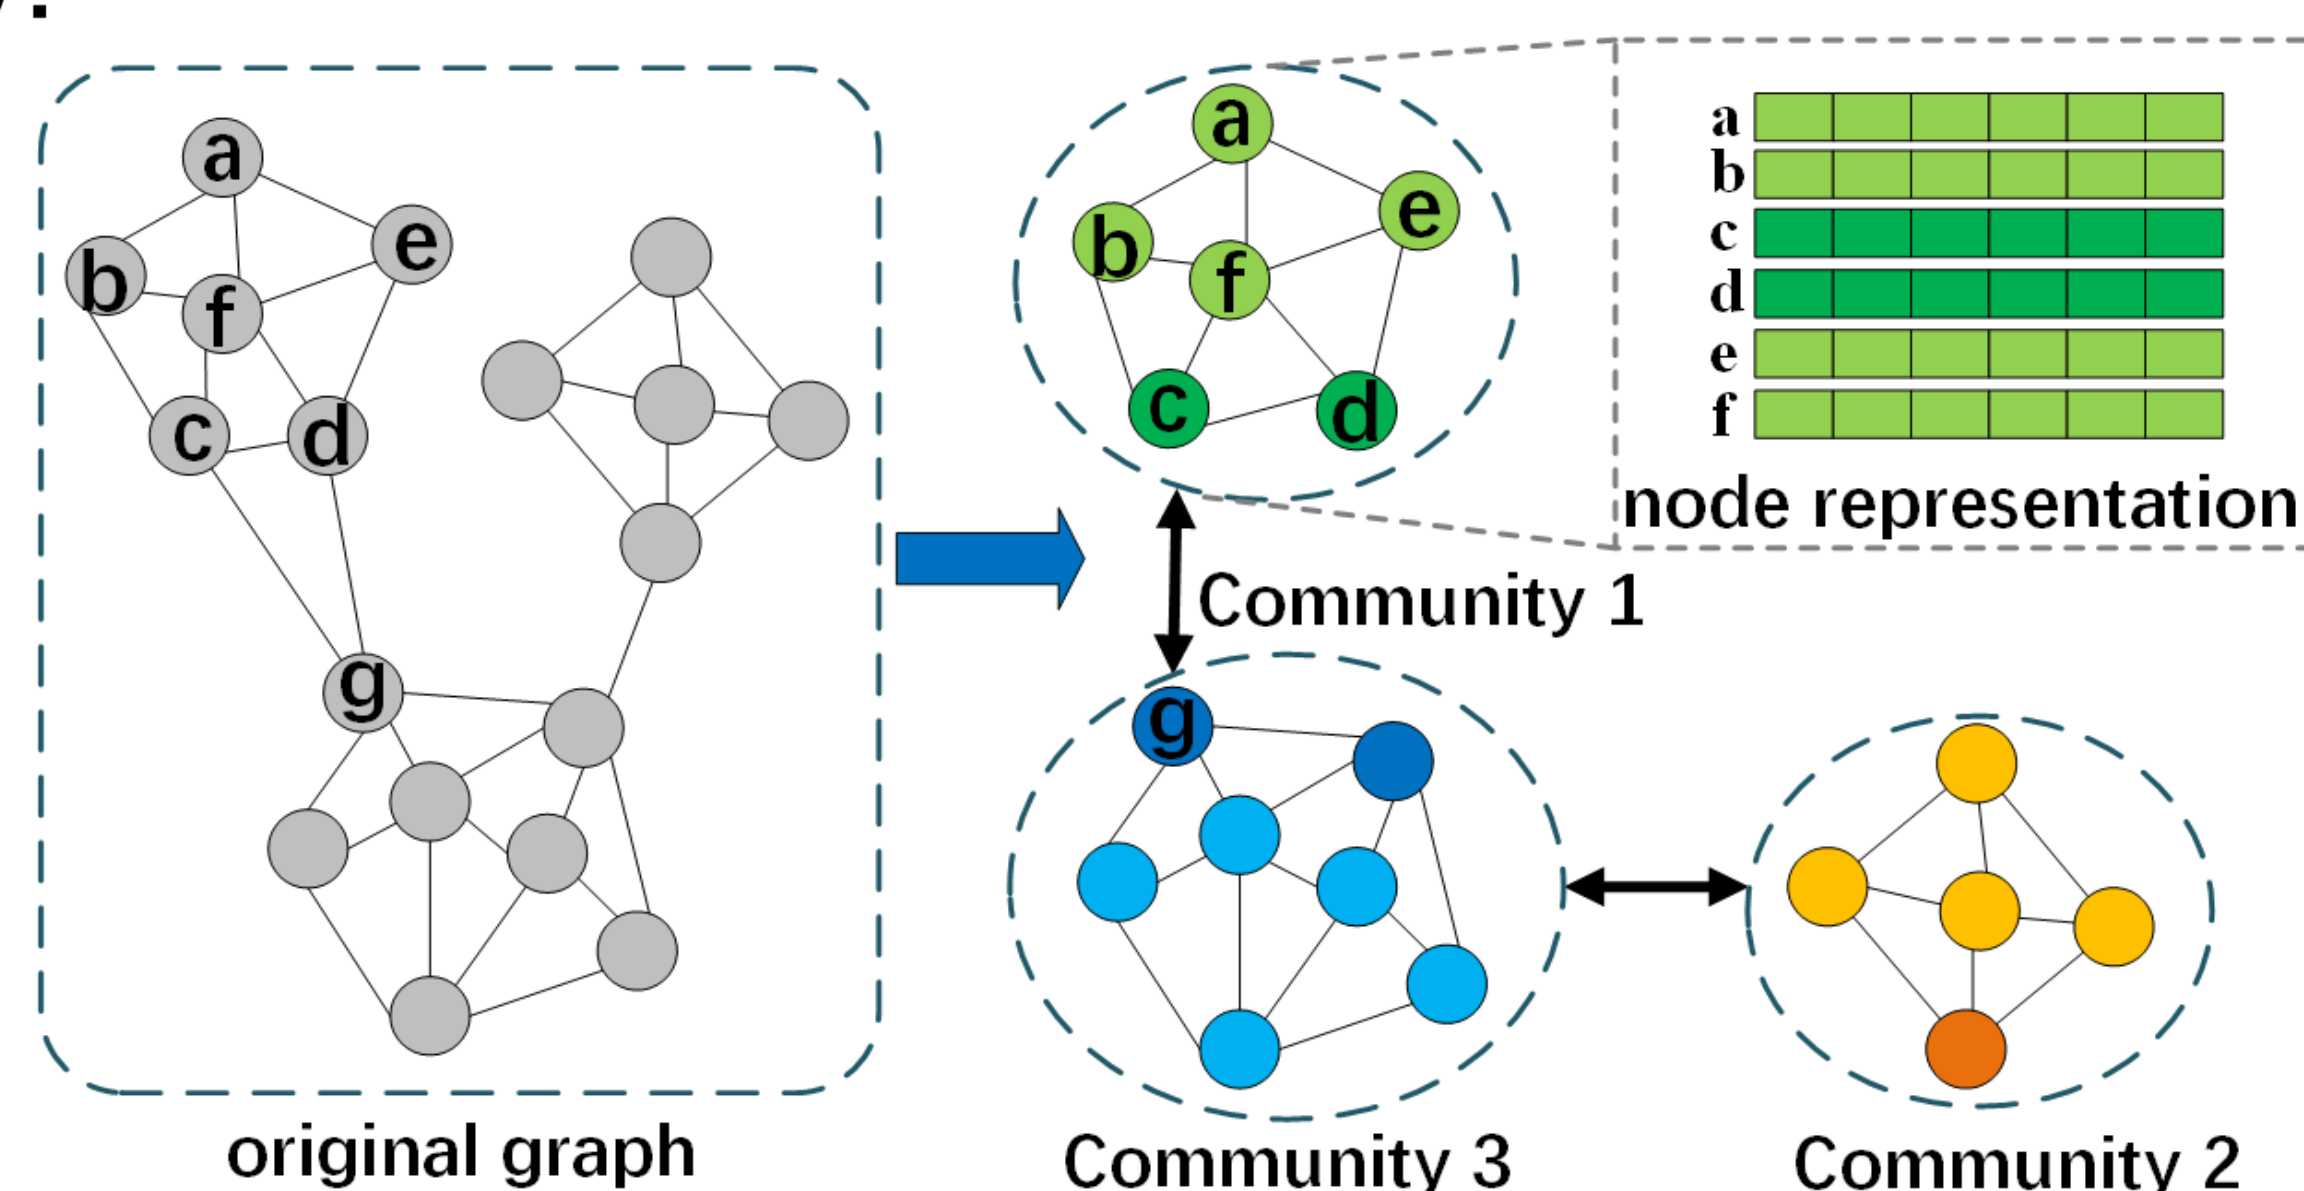 a
b
e
f
c
d
g
original graph
a
b
e
f
c
d
Community 1
a
b
c
d
e
f
node representation
g
Community 3
Community 2